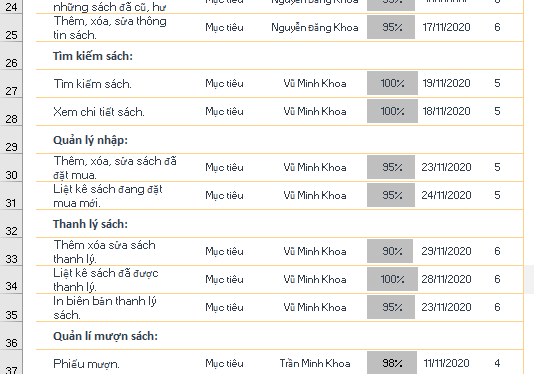 24 những sách đã cũ, hư Mục tiêu Nguyễn Đăng Khoa
Thêm, xóa, sửa thông
25 tin sách. Mục tiêu Nguyễn Đăng Khoa 95% 17/11/2020 6
26 Tìm kiếm sách:
27 Tìm kiếm sách. Mục tiêu Vũ Minh Khoa 100% 19/11/2020 5
28 Xem chi tiết sách. Mục tiêu Vũ Minh Khoa 100% 18/11/2020 5
29 Quản lý nhập:
Thêm, xóa, sửa sách đã
30 đặt mua. Mục tiêu Vũ Minh Khoa 95% 23/11/2020 5
Liệt kê sách đang đặt
31 mua mới. Mục tiêu Vũ Minh Khoa 95% 24/11/2020 5
32 Thanh lý sách:
Thêm xóa sửa sách
33 thanh lý. Mục tiêu Vũ Minh Khoa 90% 29/11/2020 6
Liệt kê sách đã được
34 thanh lý. Mục tiêu Vũ Minh Khoa 100% 28/11/2020 6
In biên bản thanh lý
35 sách. Mục tiêu Vũ Minh Khoa 95% 23/11/2020 6
36 Quản lí mượn sách:
37 Phiếu mượn. Mục tiêu Trần Minh Khoa 98% 11/11/2020 4